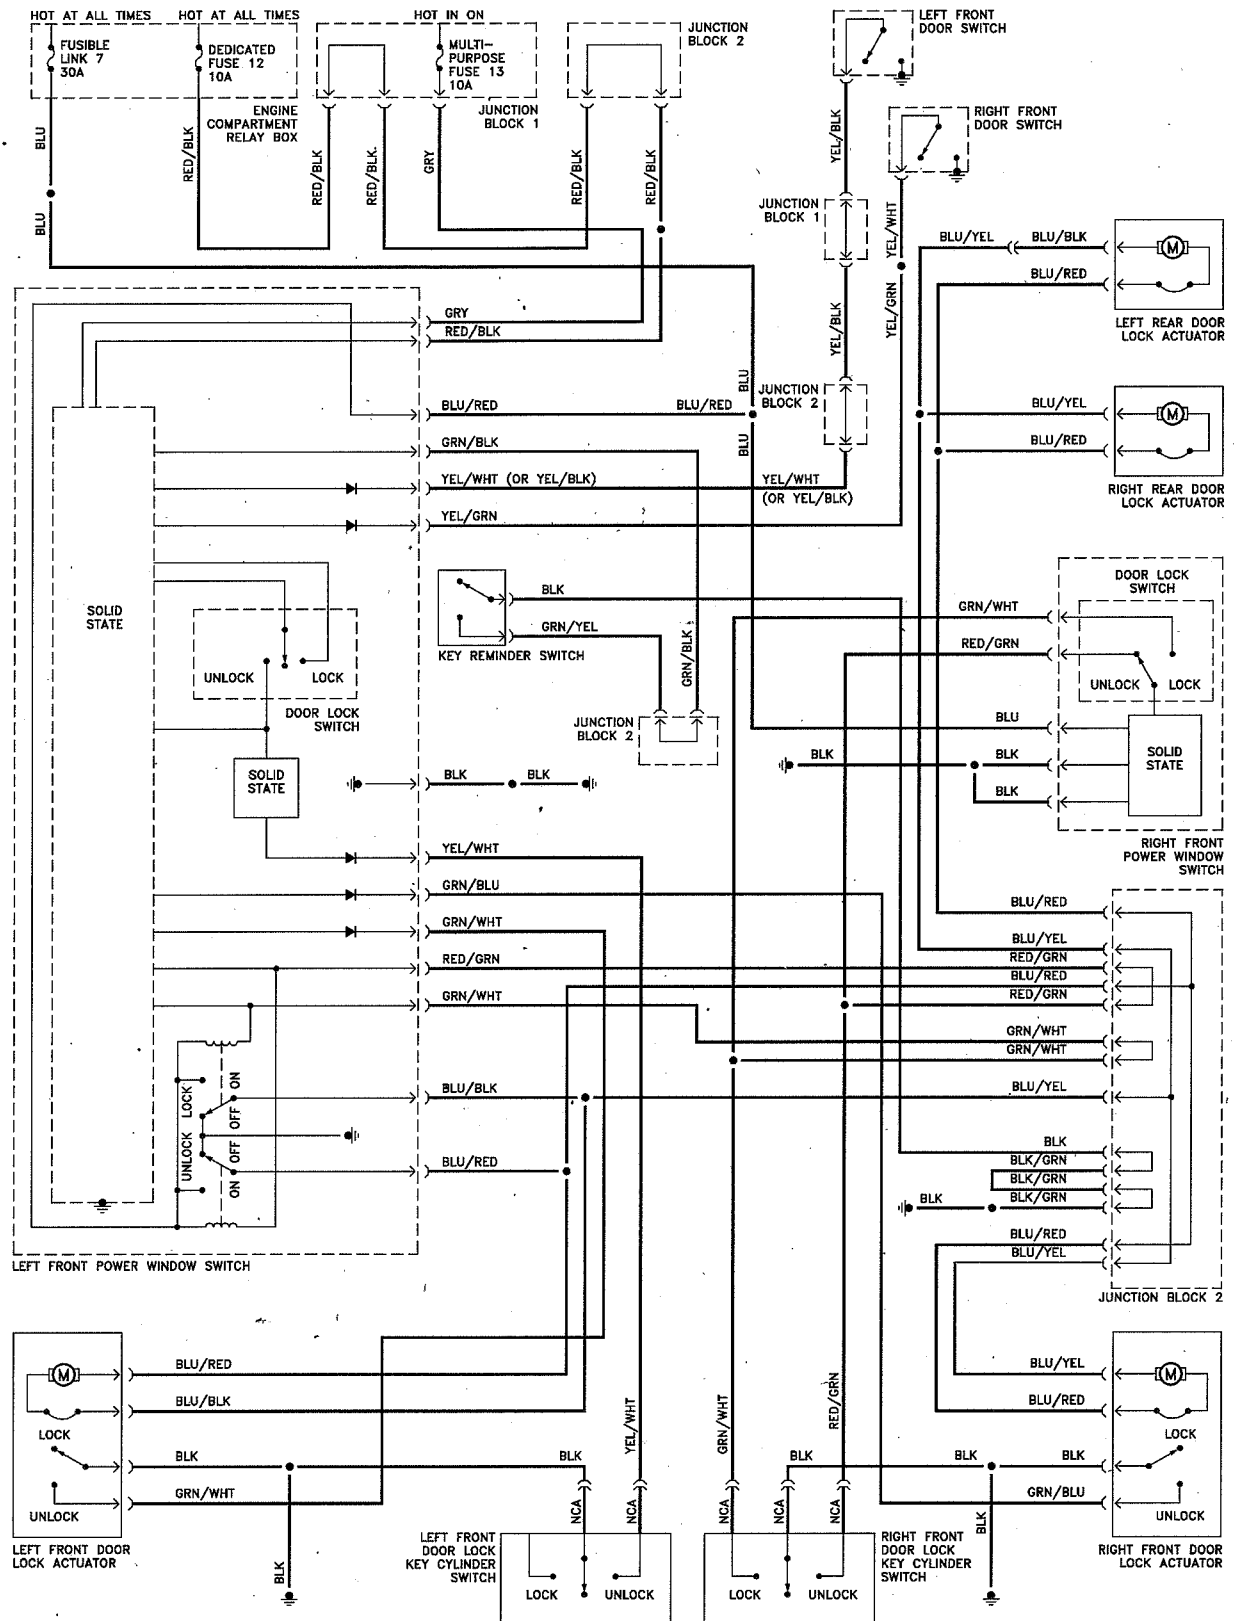 HOT AT ALL TIMES
HOT AT ALL TIMES
HOT IN ON
FUSIBLE
LINK 7
30A
DEDICATED
FUSE 12
10A
MULTI-
PURPOSE
FUSE 13
10A
JUNCTION
BLOCK 2
LEFT FRONT
DOOR SWITCH
ENGINE
COMPARTMENT
RELAY BOX
JUNCTION
BLOCK 1
RIGHT FRONT
DOOR SWITCH
BLU
RED/BLK
RED/BLK
RED/BLK
GRY
RED/BLK
RED/BLK
YEL/BLK
BLU
JUNCTION
BLOCK 1
YEL/WHT
BLU/YEL
BLU/BLK
M
BLU/RED
LEFT REAR DOOR
LOCK ACTUATOR
YEL/BLK
YEL/GRN
GRY
RED/BLK
BLU
JUNCTION
BLOCK 2
BLU/RED
BLU/RED
BLU
BLU/YEL
M
BLU/RED
RIGHT REAR DOOR
LOCK ACTUATOR
GRN/BLK
YEL/WHT (OR YEL/BLK)
YEL/WHT
(OR YEL/BLK)
YEL/GRN
SOLID
STATE
BLK
GRN/YEL
KEY REMINDER SWITCH
GRN/BLK
DOOR LOCK
SWITCH
GRN/WHT
RED/GRN
UNLOCK
LOCK
UNLOCK
LOCK
DOOR LOCK
SWITCH
JUNCTION
BLOCK 2
BLU
BLK
BLK
BLK
SOLID
STATE
SOLID
STATE
BLK
BLK
RIGHT FRONT
POWER WINDOW
SWITCH
YEL/WHT
GRN/BLU
GRN/WHT
RED/GRN
GRN/WHT
BLU/RED
BLU/YEL
RED/GRN
BLU/RED
RED/GRN
GRN/WHT
GRN/WHT
BLU/YEL
BLU/BLK
LOCK
ON
OFF
UNLOCK
OFF
ON
BLU/RED
BLK
BLK/GRN
BLK/GRN
BLK/GRN
BLK
BLU/RED
BLU/YEL
LEFT FRONT POWER WINDOW SWITCH
JUNCTION BLOCK 2
M
BLU/RED
BLU/BLK
LOCK
BLK
GRN/WHT
UNLOCK
LEFT FRONT DOOR
LOCK ACTUATOR
BLK
BLK
YEL/WHT
NCA
NCA
LEFT FRONT
DOOR LOCK
KEY CYLINDER
SWITCH
LOCK
UNLOCK
GRN/WHT
BLK
RED/GRN
NCA
NCA
NCA
RIGHT FRONT
DOOR LOCK
KEY CYLINDER
SWITCH
LOCK
UNLOCK
BLK
BLK
BLU/YEL
M
BLU/RED
LOCK
BLK
GRN/BLU
UNLOCK
RIGHT FRONT DOOR
LOCK ACTUATOR